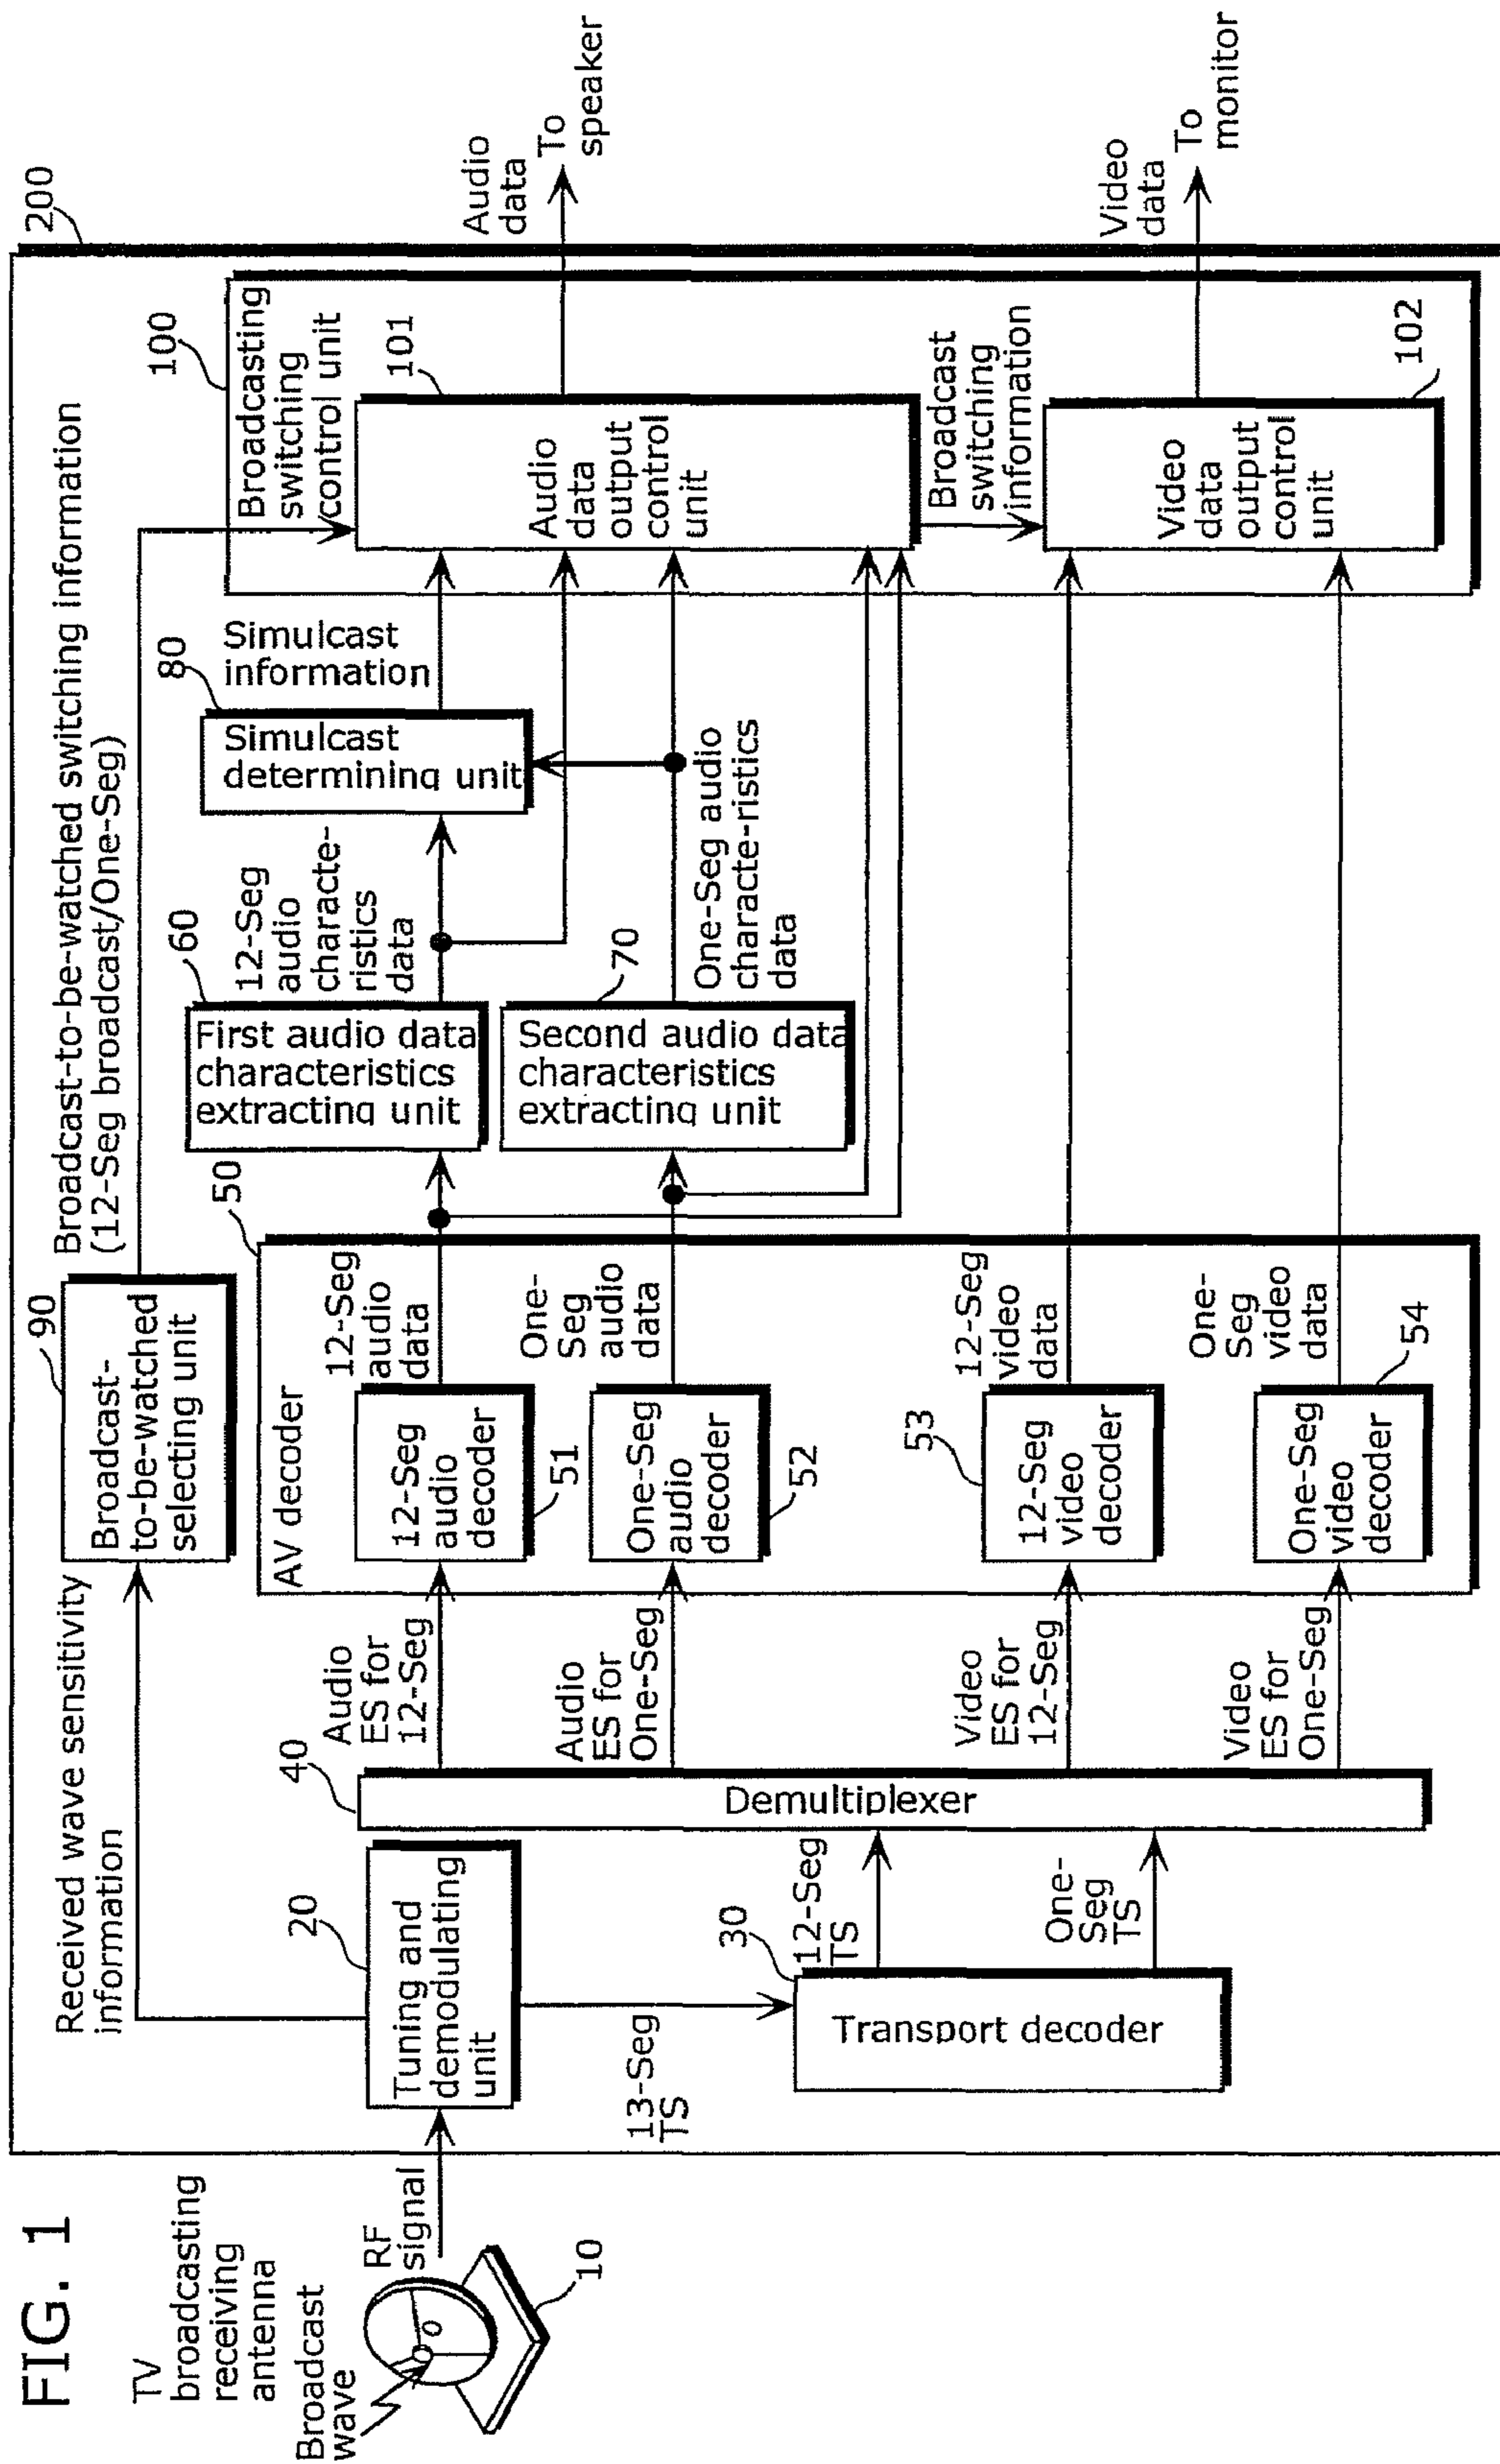 FIG. 1
TV
broadcasting
receiving
antenna
Broadcast
wave
10
RF
signal
200
Received wave sensitivity
information
20
Tuning and
demodulating
unit
13-Seg
TS
30
Transport decoder
12-Seg
TS
One-
Seg
TS
40
Demultiplexer
Audio
ES for
12-Seg
Audio
ES for
One-Seg
Video
ES for
12-Seg
Video
ES for
One-Seg
90
Broadcast-
to-be-watched
selecting unit
Broadcast-to-be-watched switching information
(12-Seg broadcast/One-Seg)
50
AV decoder
12-Seg
audio
decoder
51
One-Seg
audio
decoder
52
53
12-Seg
video
decoder
One-Seg
video
decoder
54
12-Seg
audio
data
One-
Seg
audio
data
12-Seg
video
data
One-
Seg
video
data
60
First audio data
characteristics
extracting unit
70
Second audio data
characteristics
extracting unit
12-Seg
audio
characte-
ristics
data
One-Seg audio
characte-ristics
data
80
Simulcast
determining unit
Simulcast
information
100
Broadcasting
switching
control unit
101
Audio
data
output
control
unit
Broadcast
switching
information
Video
data
output
control
unit
102
Audio
data
To
speaker
Video
data
To
monitor